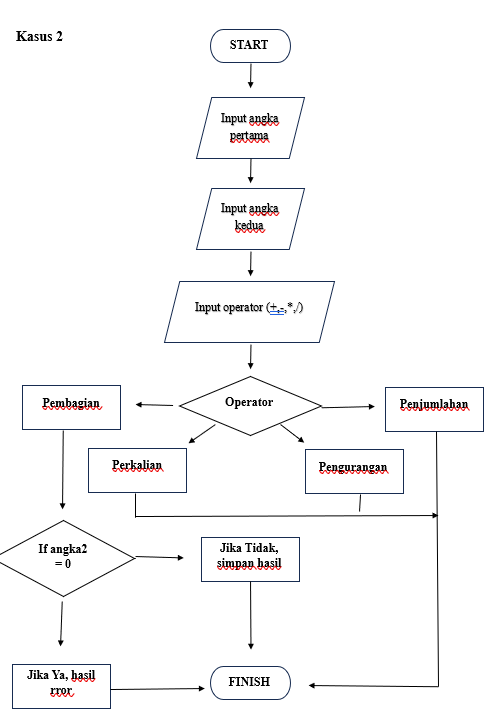 Kasus 2
START
Input angka
pertama
Input angka
kedua
Input operator (+,-,*,/)
Operator
Pembagian
Penjumlahan
Perkalian
Pengurangan
If angka2
= 0
Jika Tidak,
simpan hasil
Jika Ya, hasil
rror
FINISH